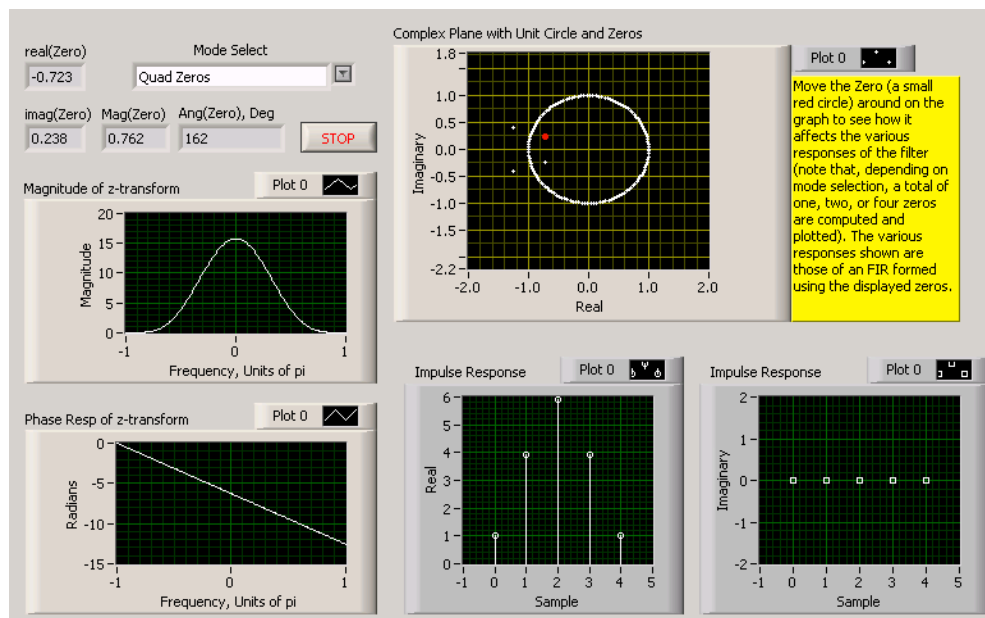 real(Zero)
-0.723
Mode Select
Quad Zeros
imag(Zero)
0.238
Mag(Zero)
0.762
Ang(Zero), Deg
162
STOP
Complex Plane with Unit Circle and Zeros
Plot 0
Imaginary
1.8
1.0
0.5
0.0
-0.5
-1.0
-1.5
-2.2
-2.0 -1.0 0.0 1.0 2.0
Real
Move the Zero (a small
red circle) around on the
graph to see how it
affects the various
responses of the filter
(note that, depending on
mode selection, a total of
one, two, or four zeros
are computed and
plotted). The various
responses shown are
those of an FIR formed
using the displayed zeros.
Magnitude of z-transform
Plot 0
Magnitude
20
15
10
5
0
-1 0 1
Frequency, Units of pi
Phase Resp of z-transform
Plot 0
Radians
0
-5
-10
-15
-1 0 1
Frequency, Units of pi
Impulse Response
Plot 0
Real
6
5
4
3
2
1
0
-1 0 1 2 3 4 5
Sample
Impulse Response
Plot 0
Imaginary
2
1
0
-1
-2
-1 0 1 2 3 4 5
Sample